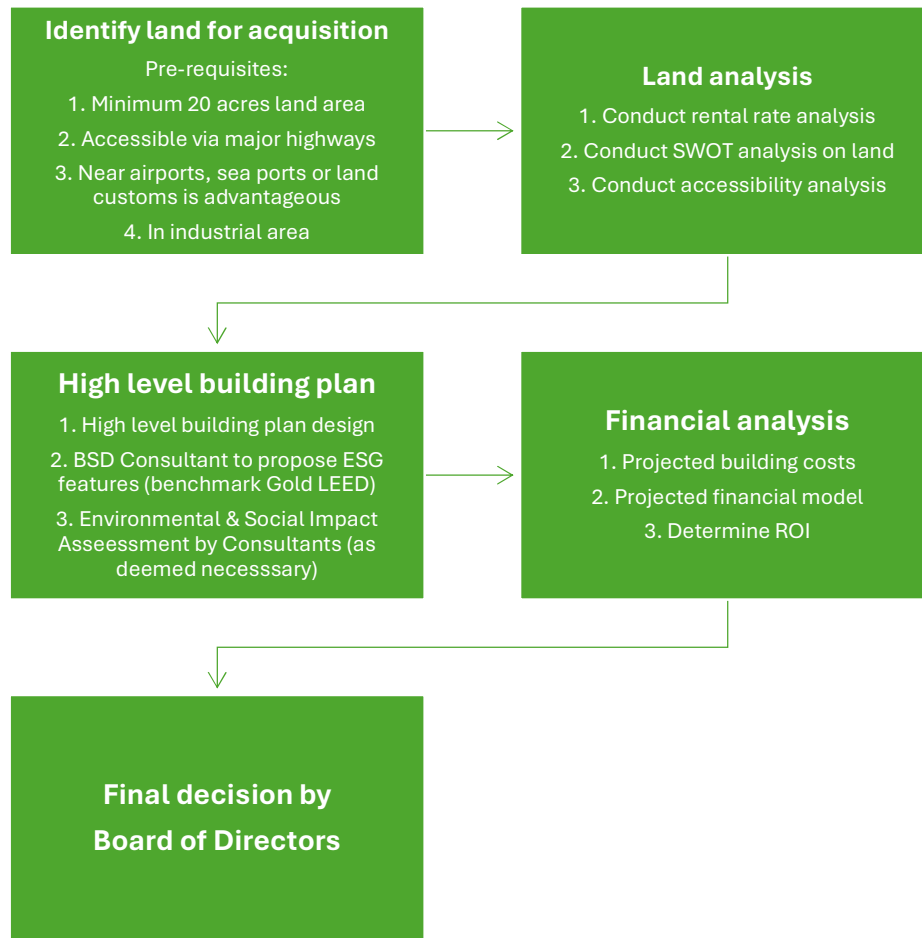 Identify land for acquisition
Pre-requisites:
1. Minimum 20 acres land area
2. Accessible via major highways
3. Near airports, sea ports or land
customs is advantageous
4. In industrial area
Land analysis
1. Conduct rental rate analysis
2. Conduct SWOT analysis on land
3. Conduct accessibility analysis
High level building plan
1. High level building plan design
2. BSD Consultant to propose ESG
features (benchmark Gold LEED)
3. Environmental & Social Impact
Asseessment by Consultants (as
deemed necesssary)
Financial analysis
1. Projected building costs
2. Projected financial model
3. Determine ROI
Final decision by
Board of Directors